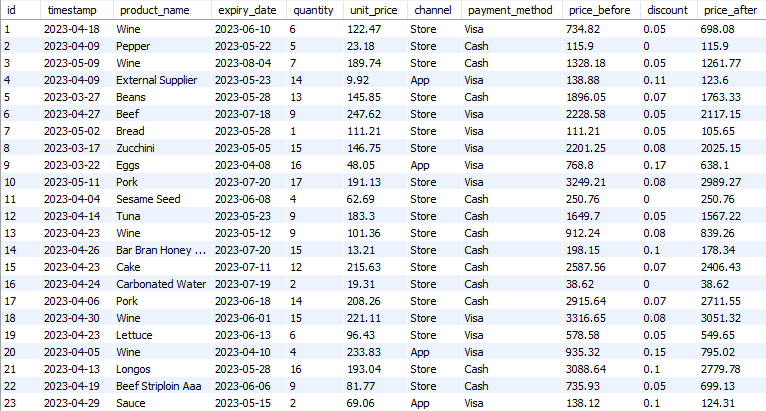 id timestamp product_name expiry_date quantity unit_price channel payment_method price_before discount price_after
1 2023-04-18 Wine 2023-06-10 6 122.47 Store Visa 734.82 0.05 698.08
2 2023-04-09 Pepper 2023-05-22 5 23.18 Store Cash 115.9 0 115.9
3 2023-05-09 Wine 2023-08-04 7 189.74 Store Cash 1328.18 0.05 1261.77
4 2023-04-09 External Supplier 2023-05-23 14 9.92 App Visa 138.88 0.11 123.6
5 2023-03-27 Beans 2023-05-28 13 145.85 Store Cash 1896.05 0.07 1763.33
6 2023-04-27 Beef 2023-07-18 9 247.62 Store Visa 2228.58 0.05 2117.15
7 2023-05-02 Bread 2023-05-28 1 111.21 Store Visa 111.21 0.05 105.65
8 2023-03-17 Zucchini 2023-05-05 15 146.75 Store Visa 2201.25 0.08 2025.15
9 2023-03-22 Eggs 2023-04-08 16 48.05 App Visa 768.8 0.17 638.1
10 2023-05-11 Pork 2023-07-20 17 191.13 Store Visa 3249.21 0.08 2989.27
11 2023-04-04 Sesame Seed 2023-06-08 4 62.69 Store Cash 250.76 0 250.76
12 2023-04-14 Tuna 2023-05-23 9 183.3 Store Cash 1649.7 0.05 1567.22
13 2023-04-23 Wine 2023-05-12 9 101.36 Store Cash 912.24 0.08 839.26
14 2023-04-26 Bar Bran Honey ... 2023-07-20 15 13.21 Store Cash 198.15 0.1 178.34
15 2023-04-23 Cake 2023-07-11 12 215.63 Store Cash 2587.56 0.07 2406.43
16 2023-04-24 Carbonated Water 2023-07-19 2 19.31 Store Cash 38.62 0 38.62
17 2023-04-06 Pork 2023-06-18 14 208.26 Store Cash 2915.64 0.07 2711.55
18 2023-04-30 Wine 2023-06-01 15 221.11 Store Visa 3316.65 0.08 3051.32
19 2023-04-23 Lettuce 2023-06-13 6 96.43 Store Visa 578.58 0.05 549.65
20 2023-04-05 Wine 2023-04-10 4 233.83 App Visa 935.32 0.15 795.02
21 2023-04-13 Longos 2023-05-28 16 193.04 Store Cash 3088.64 0.1 2779.78
22 2023-04-19 Beef Striploin Aaa 2023-06-06 9 81.77 Store Cash 735.93 0.05 699.13
23 2023-04-29 Sauce 2023-05-15 2 69.06 App Visa 138.12 0.1 124.31